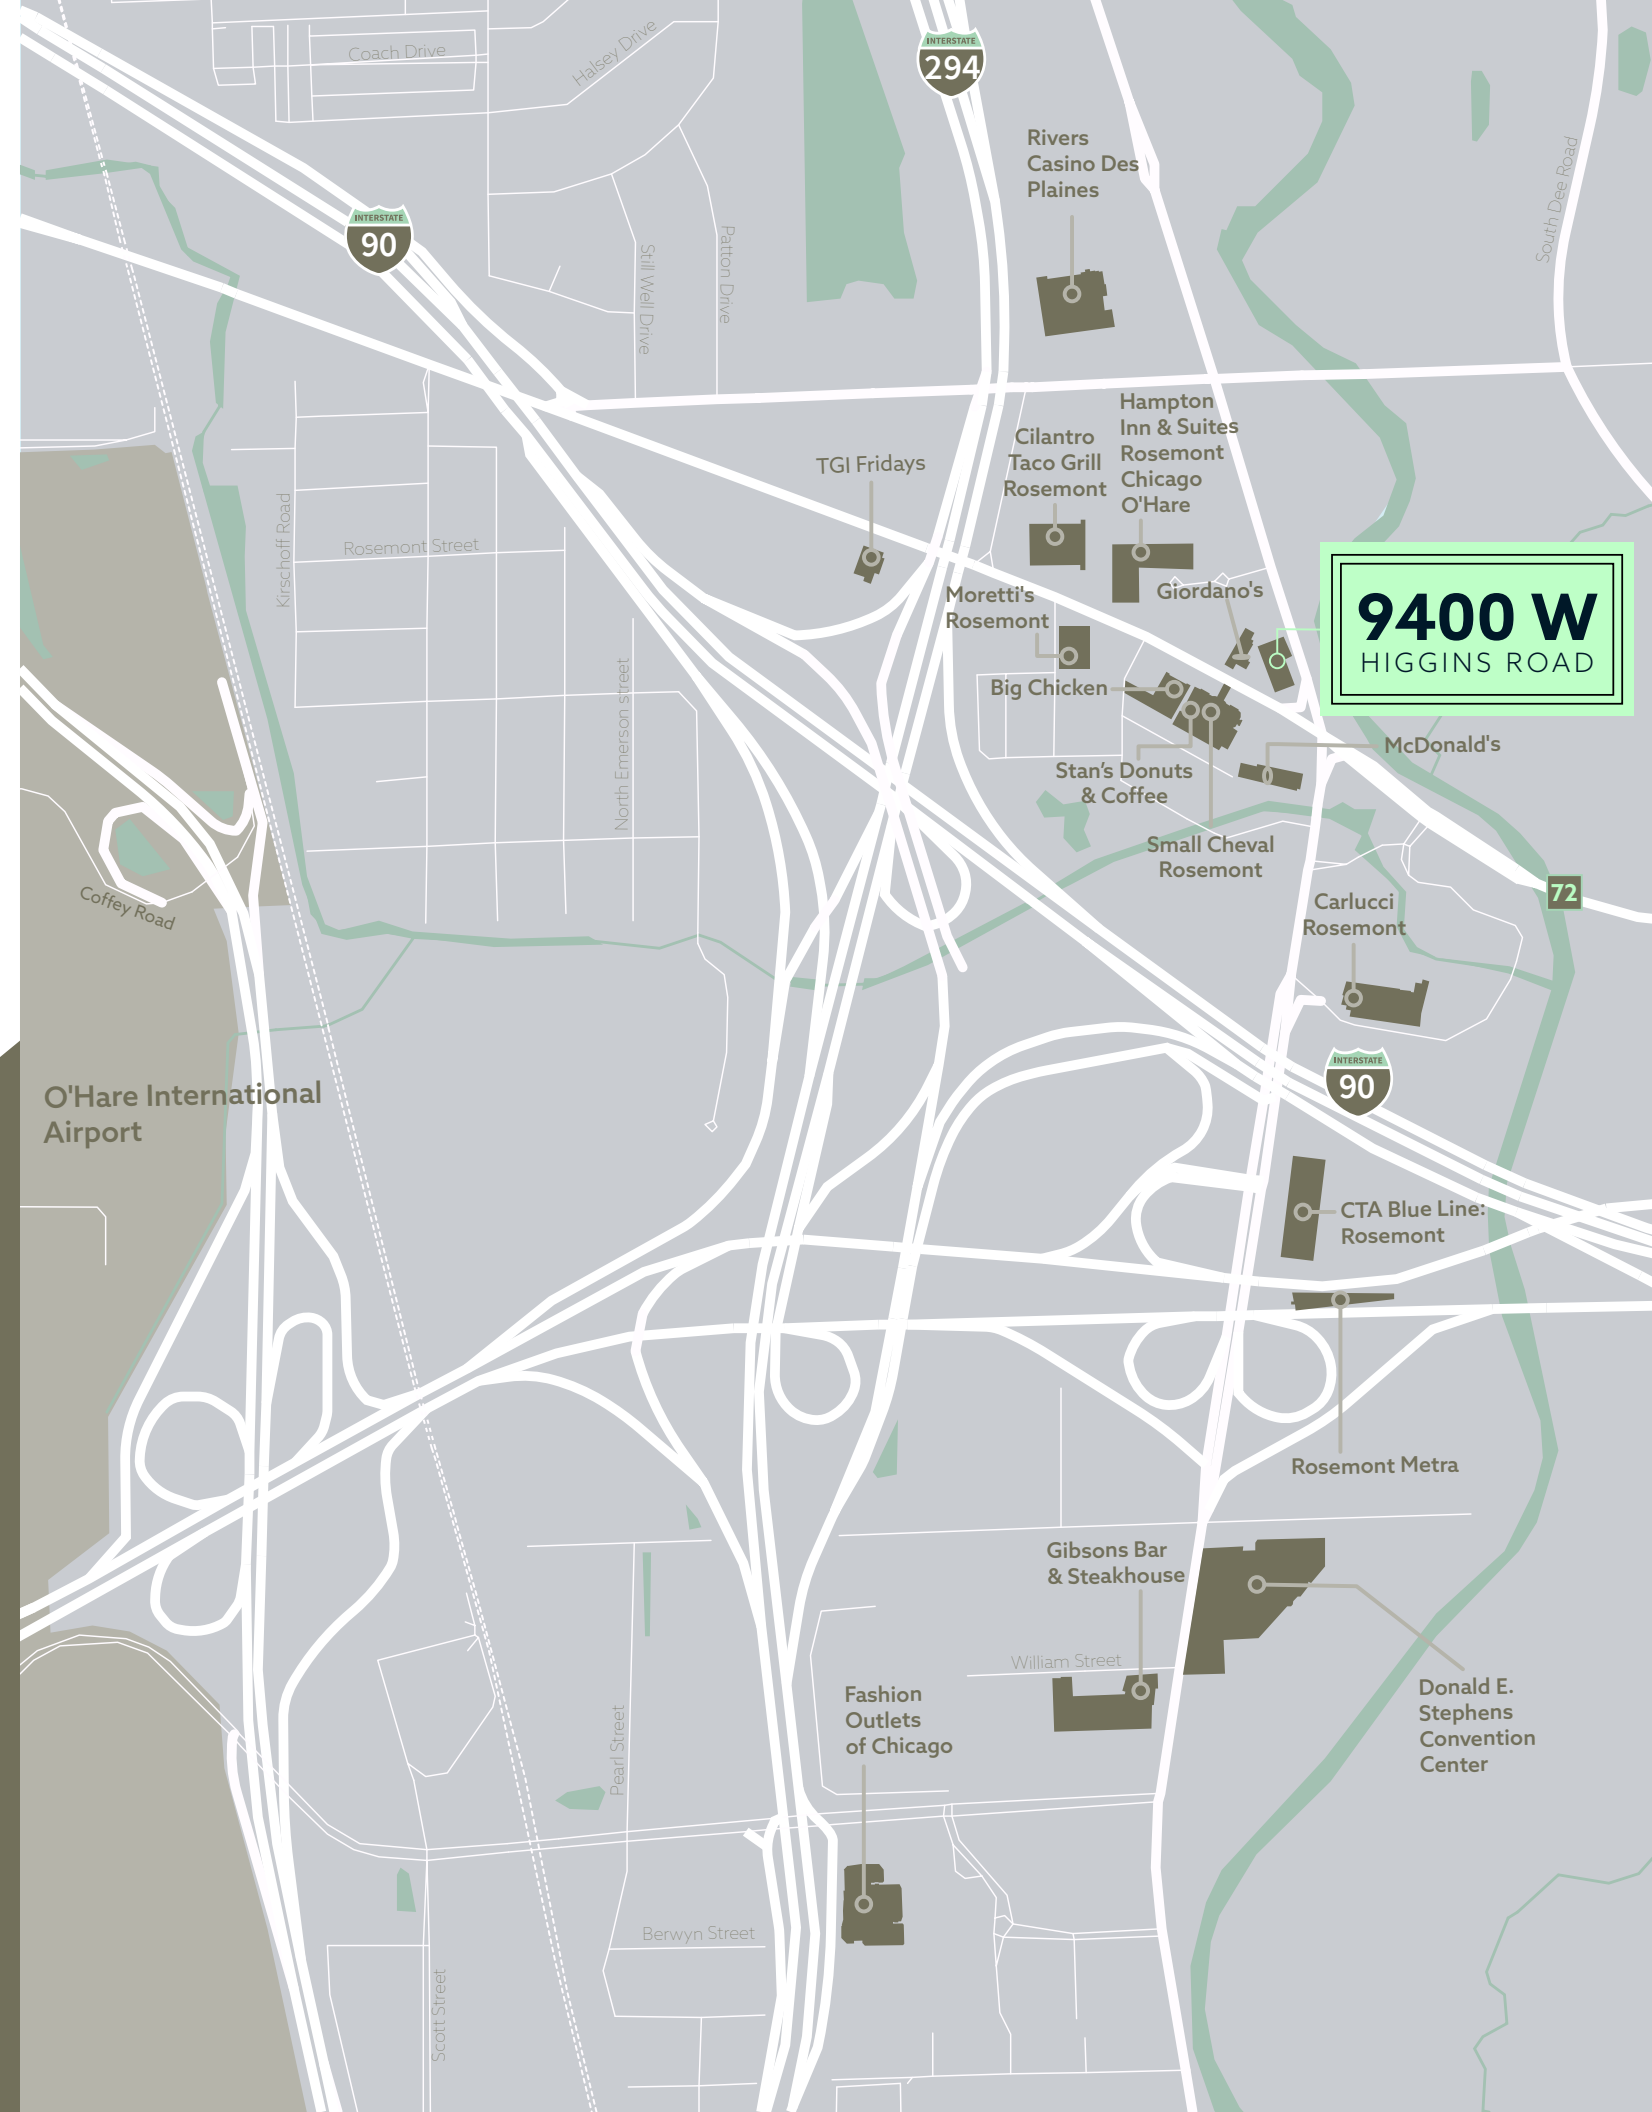 Coach Drive
Halsey Drive
INTERSTATE
294
Rivers
Casino Des
Plaines
South Dee Road
INTERSTATE
90
Still Well Drive
Patton Drive
Hampton
Inn & Suites
Rosemont
Chicago
O'Hare
Cilantro
Taco Grill
Rosemont
TGI Fridays
Kirschoff Road
Rosemont Street
Moretti's
Rosemont
Giordano's
9400 W
HIGGINS ROAD
North Emerson street
Big Chicken
McDonald's
Stan's Donuts
& Coffee
Small Cheval
Rosemont
Coffey Road
72
Carlucci
Rosemont
O'Hare International
Airport
INTERSTATE
90
CTA Blue Line:
Rosemont
Rosemont Metra
Gibsons Bar
& Steakhouse
William Street
Donald E.
Stephens
Convention
Center
Fashion
Outlets
of Chicago
Pearl Street
Berwyn Street
Scott Street